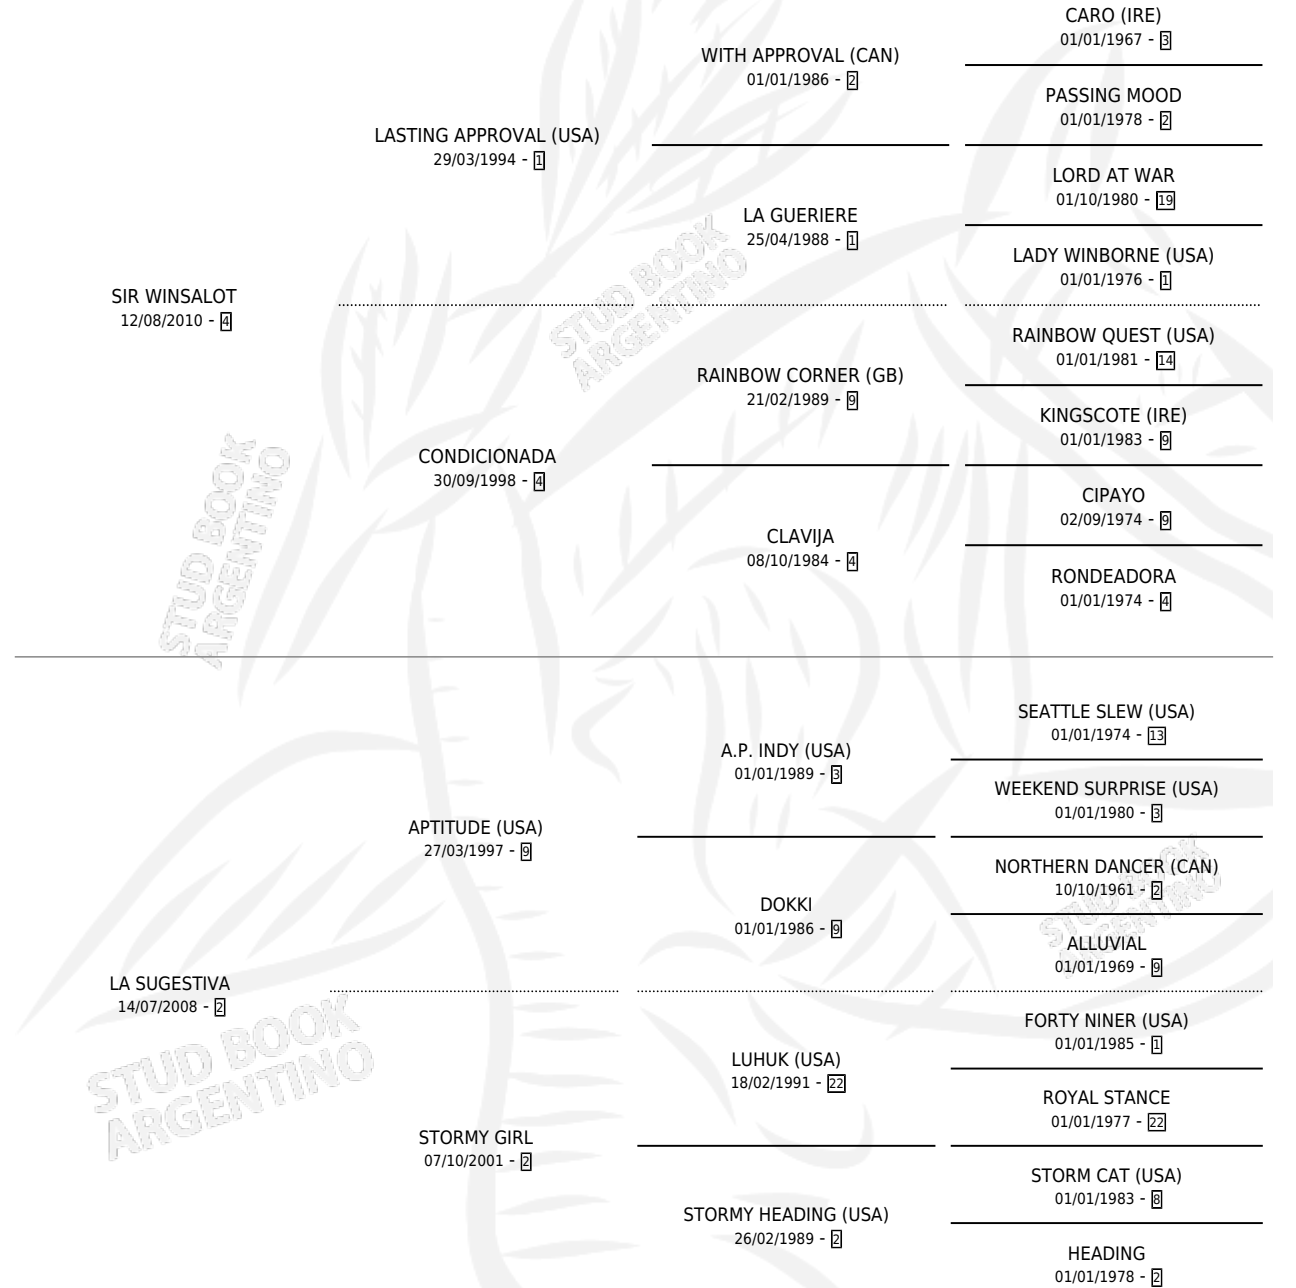 CARO (IRE)
01/01/1967 - 3
WITH APPROVAL (CAN)
01/01/1986 - 2
PASSING MOOD
01/01/1978 - 2
LASTING APPROVAL (USA)
29/03/1994 - 1
LORD AT WAR
01/10/1980 - 19
LA GUERIERE
25/04/1988 - 1
LADY WINBORNE (USA)
01/01/1976 - 1
SIR WINSALOT
12/08/2010 - 4
STUD BOOK
ARGENTINO
RAINBOW QUEST (USA)
01/01/1981 - 14
RAINBOW CORNER (GB)
21/02/1989 - 9
KINGSCOTE (IRE)
01/01/1983 - 9
CONDICIONADA
30/09/1998 - 4
CIPAYO
02/09/1974 - 9
CLAVIJA
08/10/1984 - 4
RONDEADORA
01/01/1974 - 4
STUD BOOK
ARGENTINO
SEATTLE SLEW (USA)
01/01/1974 - 13
A.P. INDY (USA)
01/01/1989 - 3
WEEKEND SURPRISE (USA)
01/01/1980 - 3
APTITUDE (USA)
27/03/1997 - 9
NORTHERN DANCER (CAN)
10/10/1961 - 2
DOKKI
01/01/1986 - 9
STUD BOOK
ARGENTINO
ALLUVIAL
01/01/1969 - 9
LA SUGESTIVA
14/07/2008 - 2
FORTY NINER (USA)
01/01/1985 - 1
LUHUK (USA)
18/02/1991 - 22
STUD BOOK
ARGENTINO
ROYAL STANCE
01/01/1977 - 22
STORMY GIRL
07/10/2001 - 2
STORM CAT (USA)
01/01/1983 - 8
STORMY HEADING (USA)
26/02/1989 - 2
HEADING
01/01/1978 - 2